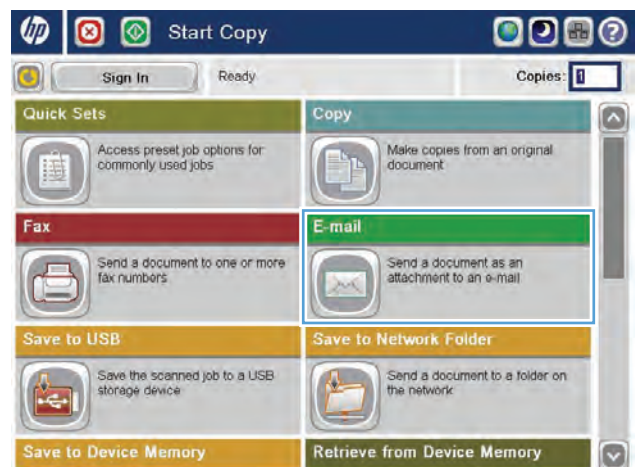 hp Start Copy
Sign In Ready Copies: 1
Quick Sets Copy
Access preset job options for
commonly used jobs
Make copies from an original
document
Fax E-mail
Send a document to one or more
fax numbers
Send a document as an
attachment to an e-mail
Save to USB Save to Network Folder
Save the scanned job to a USB
storage device
Send a document to a folder on
the network
Save to Device Memory Retrieve from Device Memory